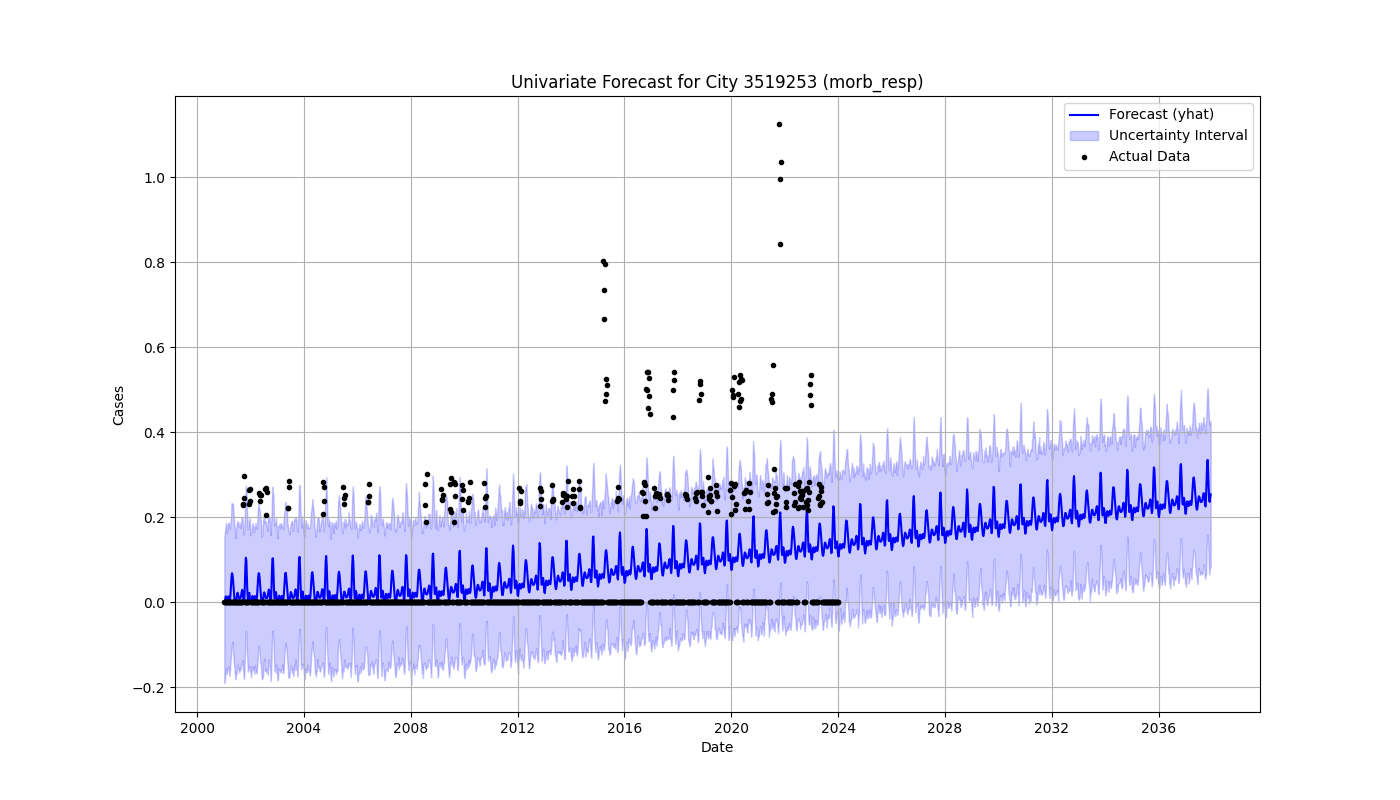 Univariate Forecast for City 3519253 (morb_resp)
Forecast (yhat)
Uncertainty Interval
Actual Data
Cases
1.0
0.8
0.6
0.4
0.2
0.0
−0.2
2000 2004 2008 2012 2016 2020 2024 2028 2032 2036
Date